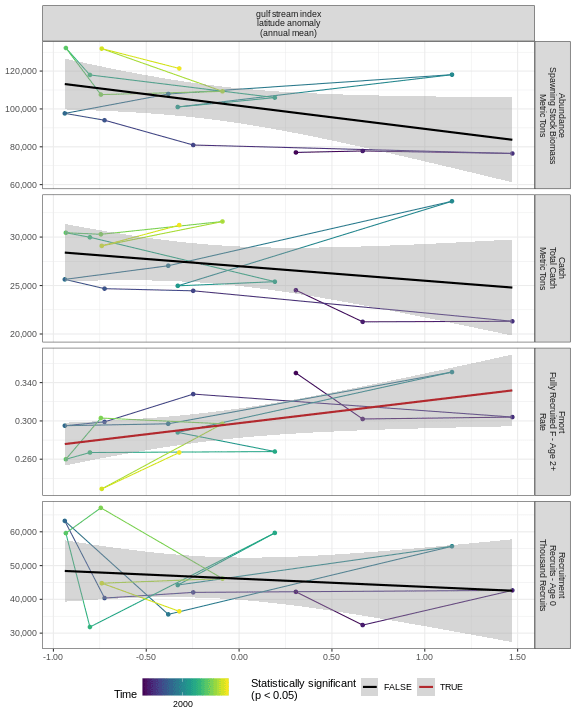 gulf stream index
latitude anomaly
(annual mean)
120,000
100,000
80,000
60,000
Abundance
Spawning Stock Biomass
Metric Tons
30,000
25,000
20,000
Catch
Total Catch
Metric Tons
0.340
0.300
0.260
Fmort
Fully Recruited F - Age 2+
Rate
60,000
50,000
40,000
30,000
Recruitment
Recruits - Age 0
Thousand Recruits
-1.00 -0.50 0.00 0.50 1.00 1.50
Time
2000
Statistically significant
(p < 0.05)
FALSE TRUE